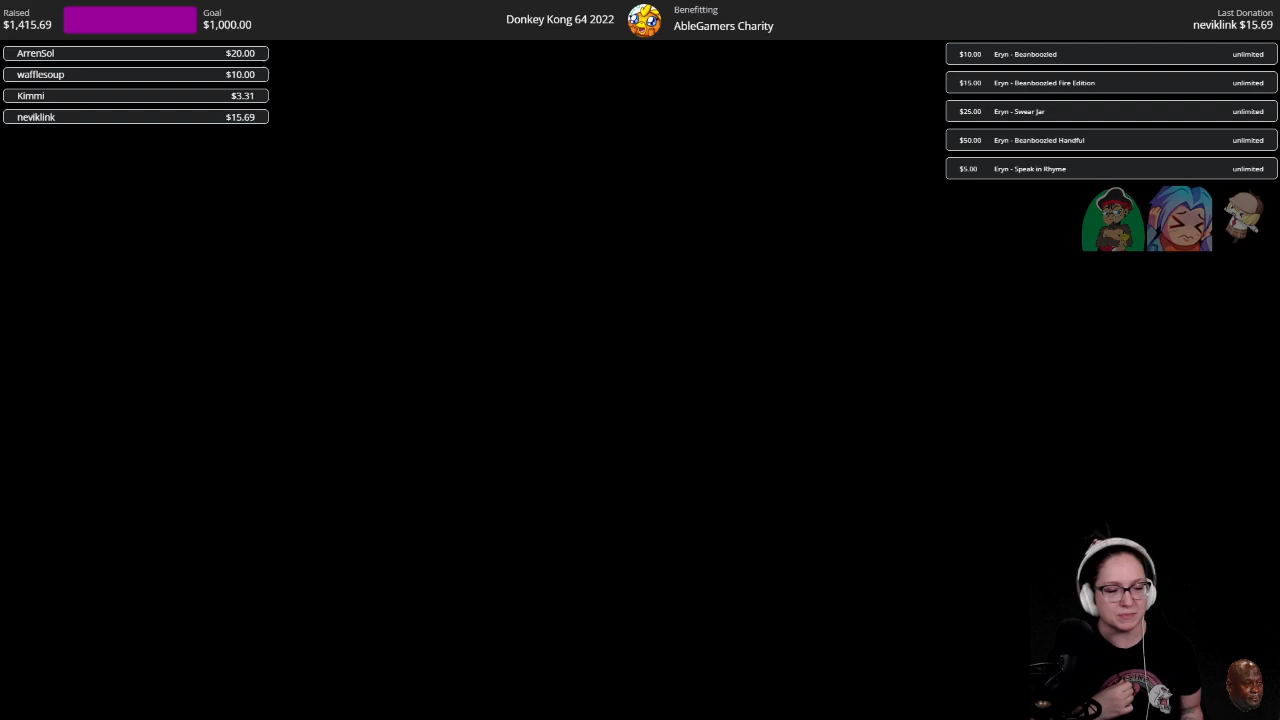 Raised
$1,415.69
Goal
$1,000.00
Donkey Kong 64 2022
Benefitting
AbleGamers Charity
Last Donation
neviklink $15.69
ArrenSol $20.00
wafflesoup $10.00
Kimmi $3.31
neviklink $15.69
$10.00 Eryn - Beanboozled unlimited
$15.00 Eryn - Beanboozled Fire Edition unlimited
$25.00 Eryn - Swear Jar unlimited
$50.00 Eryn - Beanboozled Handful unlimited
$5.00 Eryn - Speak in Rhyme unlimited